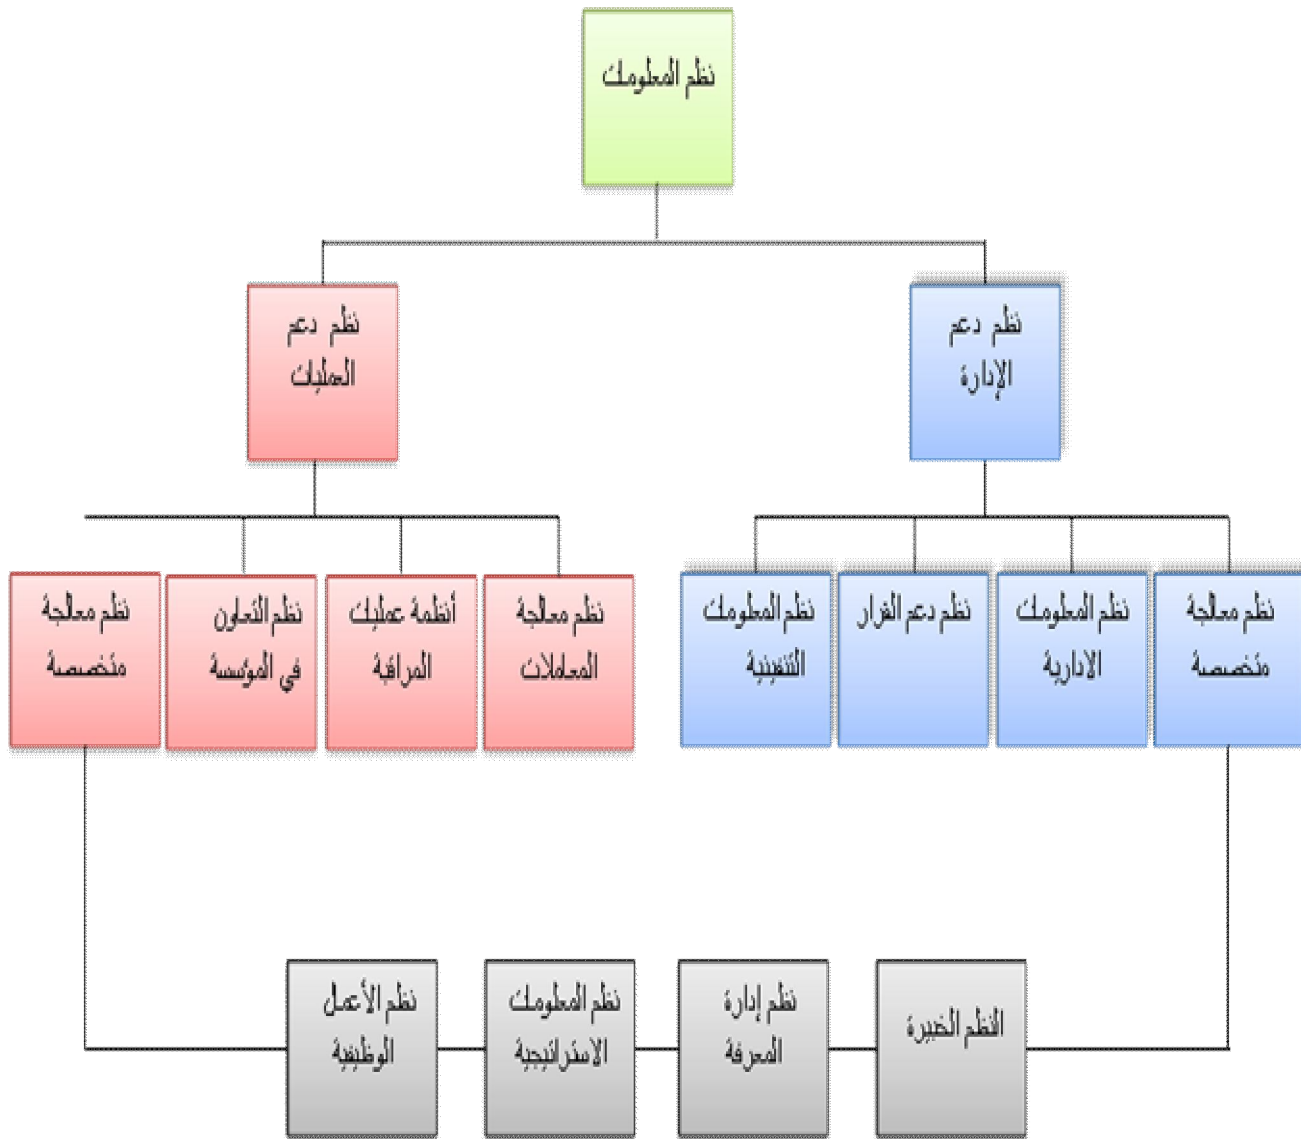 نظم المعلومات
نظم دعم
الإدارة
نظم دعم
العمليات
نظم معالجة
متخصصة
نظم المعلومات
الادارية
نظم دعم القرار
نظم المعلومات
التنفيذية
نظم معالجة
المعاملات
أنظمة عمليات
المراقبة
نظم التعاون
في المؤسسة
نظم معالجة
متخصصة
النظم الخبيرة
نظم إدارة
المعرفة
نظم المعلومات
الاستراتيجية
نظم الأعمال
الوظيفية